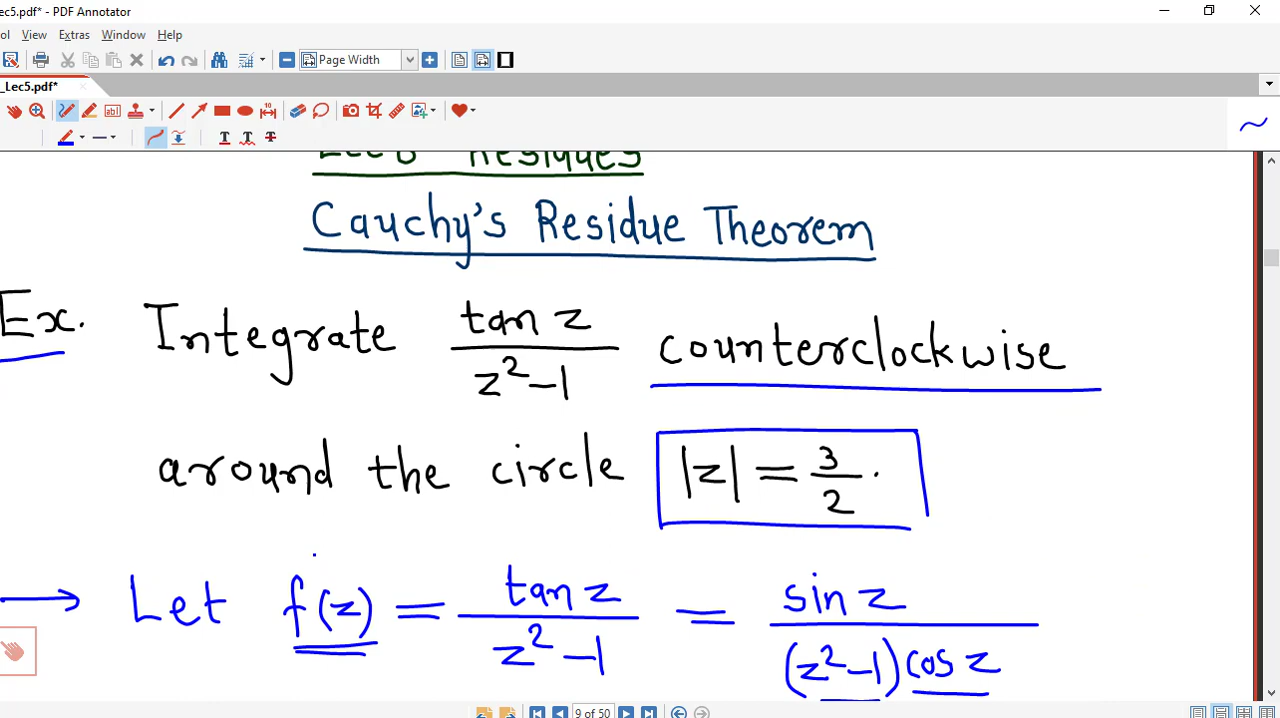 ec5.pdf* - PDF Annotator
ol View Extras Window Help
Page Width
_Lec5.pdf*
Residues
Cauchy's Residue Theorem
Ex. Integrate tan z / z² - 1 counterclockwise
around the circle |z| = 3/2.
→ Let f(z) = tan z / z² - 1 = sin z / (z² - 1) cos z
9 of 50